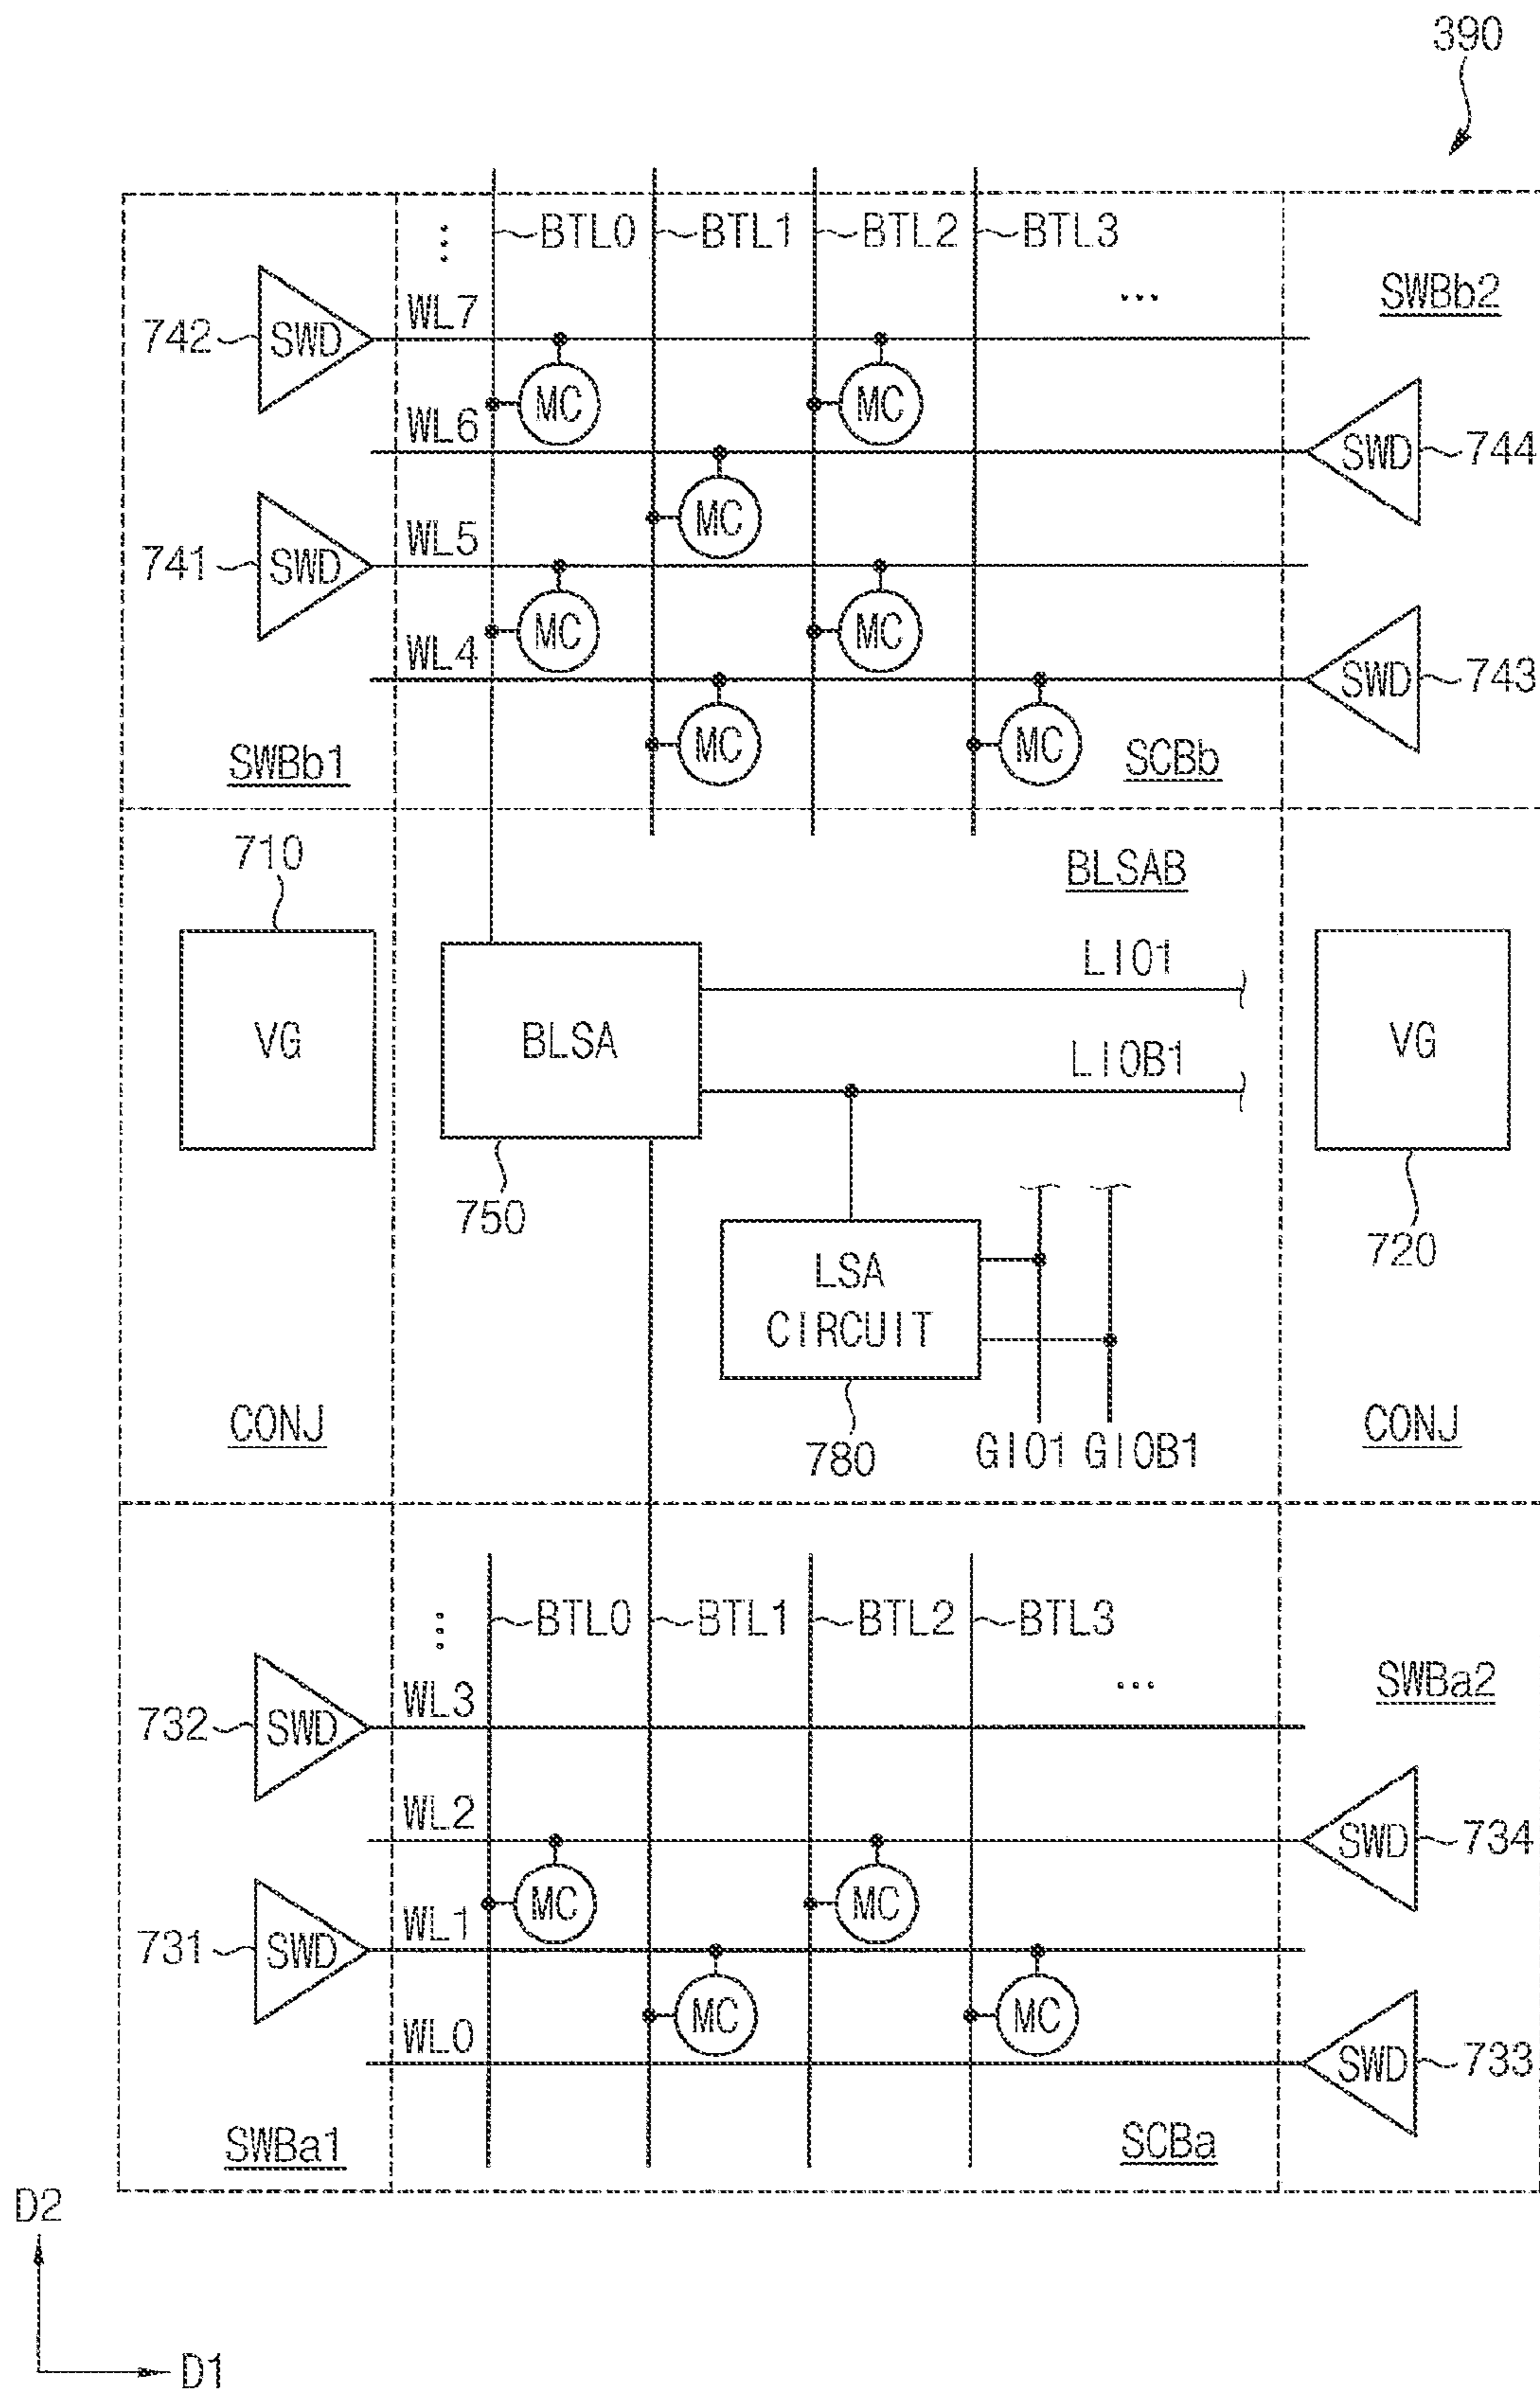 390
BTL0 BTL1 BTL2 BTL3
⋮
SWBb2
...
WL7
742 SWD
MC MC
WL6
SWD 744
MC
WL5
741 SWD
MC MC
WL4
SWD 743
MC MC
SWBb1 SCBb
710
BLSAB
LIO1
VG BLSA VG
LIOB1
750
720
LSA
CIRCUIT
CONJ CONJ
780 GIO1 GIOB1
BTL0 BTL1 BTL2 BTL3
⋮
SWBa2
...
WL3
732 SWD
WL2
SWD 734
MC MC
WL1
731 SWD
MC MC
WL0
SWD 733
SWBa1 SCBa
D2
D1